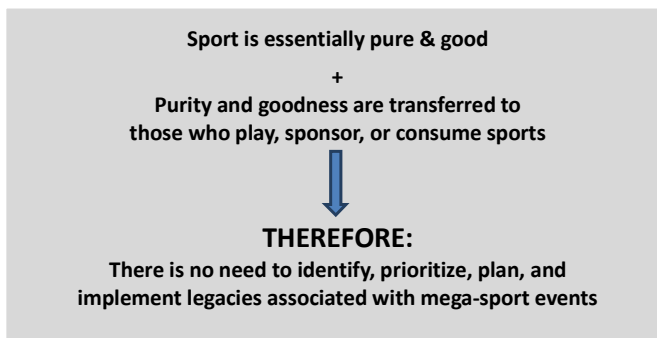 Sport is essentially pure & good
+
Purity and goodness are transferred to
those who play, sponsor, or consume sports
THEREFORE:
There is no need to identify, prioritize, plan, and
implement legacies associated with mega-sport events